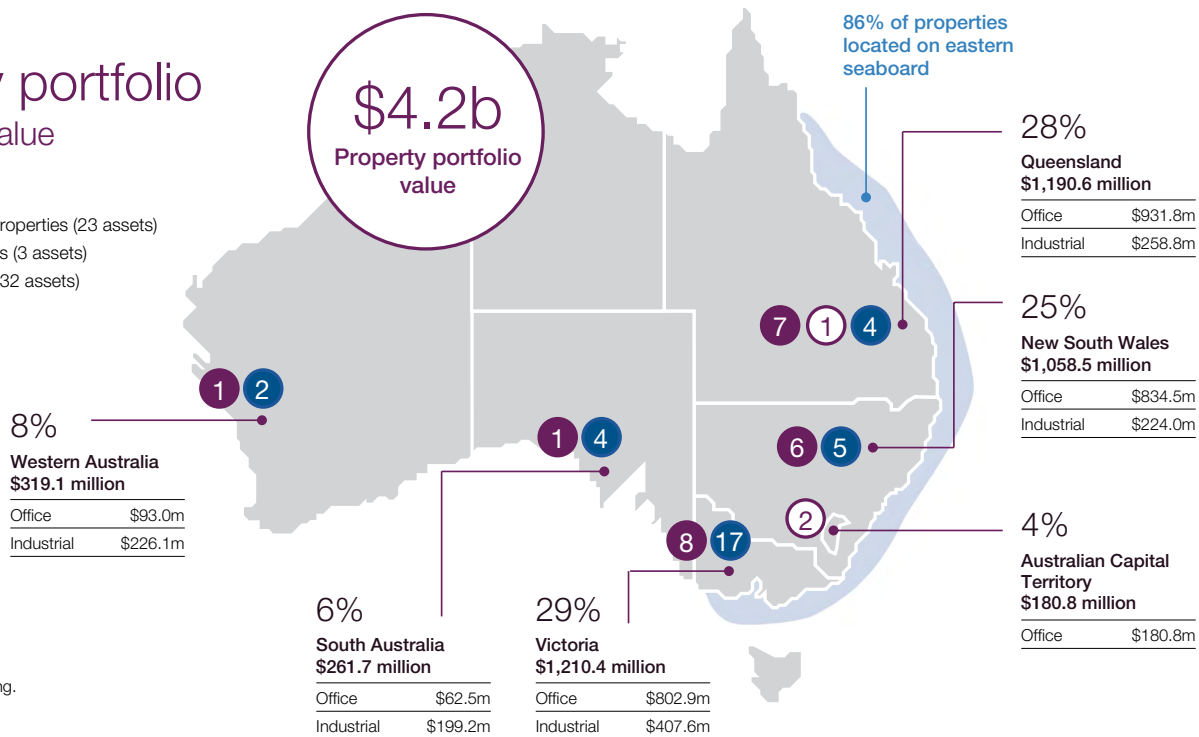 portfolio
$4.2b
Property portfolio
value
86% of properties
located on eastern
seaboard
(23 assets)
(3 assets)
32 assets)
28%
Queensland
$1,190.6 million
Office $931.8m
Industrial $258.8m
7 1 4
25%
New South Wales
$1,058.5 million
Office $834.5m
Industrial $224.0m
1 2
1 4
6 5
8%
Western Australia
$319.1 million
Office $93.0m
Industrial $226.1m
2
8 17
4%
Australian Capital
Territory
$180.8 million
Office $180.8m
6%
South Australia
$261.7 million
Office $62.5m
Industrial $199.2m
29%
Victoria
$1,210.4 million
Office $802.9m
Industrial $407.6m